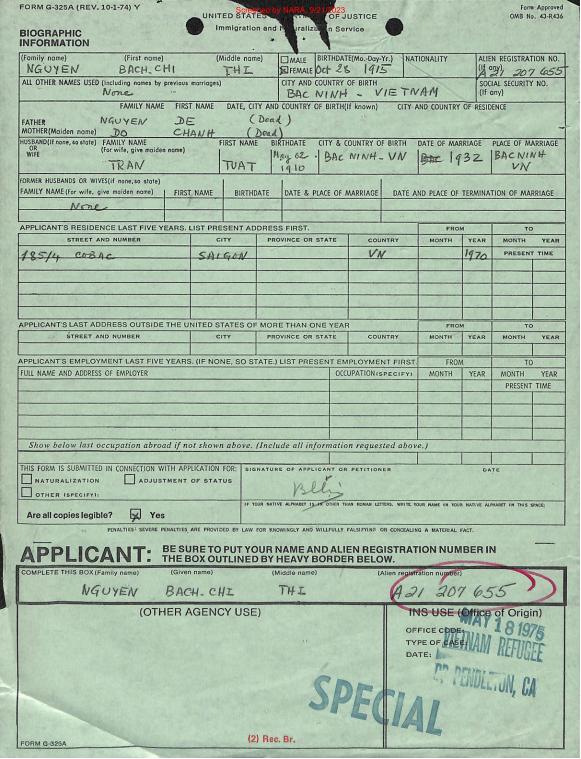 FORM G-325A (REV. 10-1-74) Y
Screened by NARA, 9/21/2023
Form Approved
OMB No. 43-R436
UNITED STATES OF JUSTICE
Immigration and Naturalization Service
BIOGRAPHIC
INFORMATION
(Family name) (First name) (Middle name) MALE BIRTHDATE(Mo.-Day-Yr.) NATIONALITY ALIEN REGISTRATION NO.
NGUYEN BACH.CHI THI FEMALE Oct 28 1915 (If any) A21 207 655
ALL OTHER NAMES USED (Including names by previous marriages) CITY AND COUNTRY OF BIRTH SOCIAL SECURITY NO.
None BAC NINH - VIETNAM (If any)
FAMILY NAME FIRST NAME DATE, CITY AND COUNTRY OF BIRTH(If known) CITY AND COUNTRY OF RESIDENCE
FATHER NGUYEN DE (Dead)
MOTHER(Maiden name) DO CHANH (Dead)
HUSBAND(If none, so state) OR WIFE FAMILY NAME (For wife, give maiden name) FIRST NAME BIRTHDATE CITY & COUNTRY OF BIRTH DATE OF MARRIAGE PLACE OF MARRIAGE
TRAN TUAT May 02 1910 BAC NINH-VN 1932 BACNINH VN
FORMER HUSBANDS OR WIVES(if none, so state)
FAMILY NAME (For wife, give maiden name) FIRST NAME BIRTHDATE DATE & PLACE OF MARRIAGE DATE AND PLACE OF TERMINATION OF MARRIAGE
None
APPLICANT'S RESIDENCE LAST FIVE YEARS. LIST PRESENT ADDRESS FIRST. FROM TO
STREET AND NUMBER CITY PROVINCE OR STATE COUNTRY MONTH YEAR MONTH YEAR
185/4 COBAC SAIGON VN 1970 PRESENT TIME
APPLICANT'S LAST ADDRESS OUTSIDE THE UNITED STATES OF MORE THAN ONE YEAR FROM TO
STREET AND NUMBER CITY PROVINCE OR STATE COUNTRY MONTH YEAR MONTH YEAR
APPLICANT'S EMPLOYMENT LAST FIVE YEARS. (IF NONE, SO STATE.) LIST PRESENT EMPLOYMENT FIRST. FROM TO
FULL NAME AND ADDRESS OF EMPLOYER OCCUPATION(SPECIFY) MONTH YEAR MONTH YEAR
PRESENT TIME
Show below last occupation abroad if not shown above. (Include all information requested above.)
THIS FORM IS SUBMITTED IN CONNECTION WITH APPLICATION FOR: SIGNATURE OF APPLICANT OR PETITIONER DATE
NATURALIZATION ADJUSTMENT OF STATUS
OTHER (SPECIFY):
IF YOUR NATIVE ALPHABET IS IN OTHER THAN ROMAN LETTERS, WRITE YOUR NAME IN YOUR NATIVE ALPHABET IN THIS SPACE:
Are all copies legible? Yes
PENALTIES: SEVERE PENALTIES ARE PROVIDED BY LAW FOR KNOWINGLY AND WILLFULLY FALSIFYING OR CONCEALING A MATERIAL FACT.
APPLICANT: BE SURE TO PUT YOUR NAME AND ALIEN REGISTRATION NUMBER IN
THE BOX OUTLINED BY HEAVY BORDER BELOW.
COMPLETE THIS BOX (Family name) (Given name) (Middle name) (Alien registration number)
NGUYEN BACH.CHI THI A21 207 655
(OTHER AGENCY USE) INS USE (Office of Origin)
OFFICE CODE:
TYPE OF CASE:
DATE:
MAY 18 1975
VIETNAM REFUGEE
CP PENDLETON, CA
SPECIAL
(2) Rec. Br.
FORM G-325A